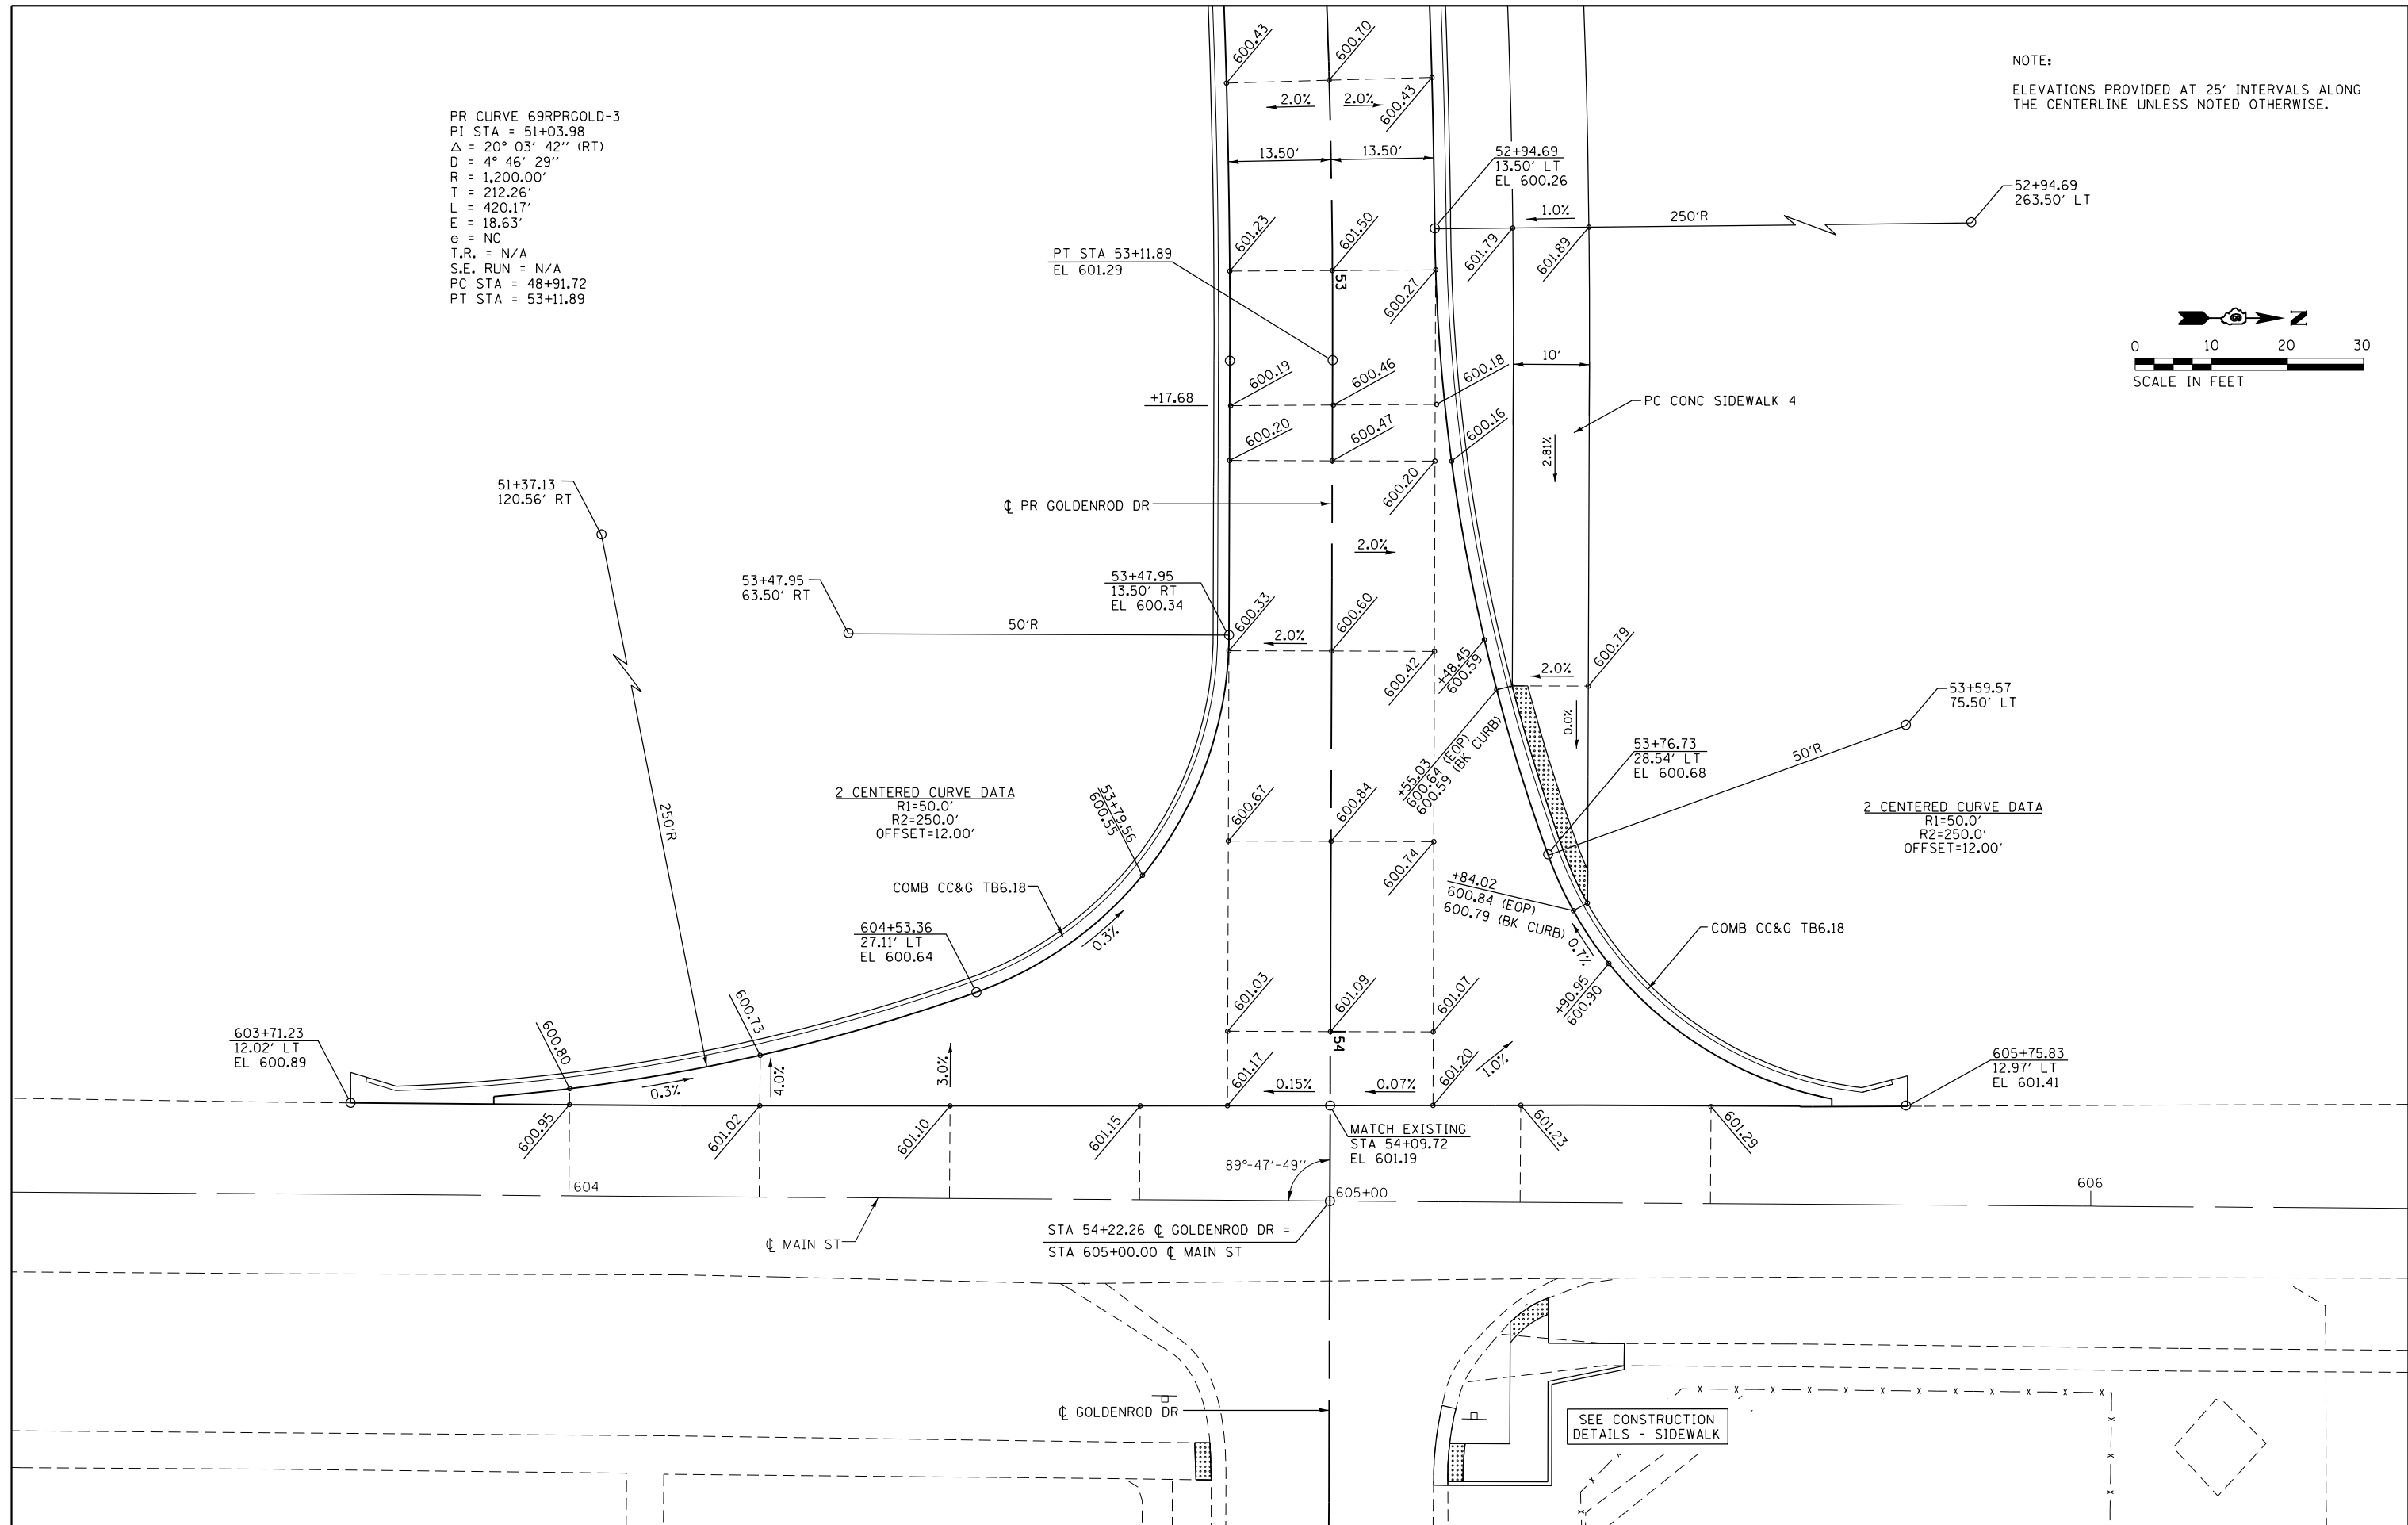 600.43
600.70
NOTE:
ELEVATIONS PROVIDED AT 25' INTERVALS ALONG
THE CENTERLINE UNLESS NOTED OTHERWISE.
2.0%
2.0%
600.43
PR CURVE 69RPRGOLD-3
PI STA = 51+03.98
Δ = 20° 03' 42'' (RT)
D = 4° 46' 29''
R = 1,200.00'
T = 212.26'
L = 420.17'
E = 18.63'
e = NC
T.R. = N/A
S.E. RUN = N/A
PC STA = 48+91.72
PT STA = 53+11.89
13.50'
13.50'
52+94.69
13.50' LT
EL 600.26
52+94.69
263.50' LT
1.0%
250'R
601.23
601.50
601.79
601.89
PT STA 53+11.89
EL 601.29
53
600.27
N
0 10 20 30
SCALE IN FEET
10'
600.19
600.46
600.18
+17.68
PC CONC SIDEWALK 4
600.20
600.47
600.16
2.81%
600.20
51+37.13
120.56' RT
℄ PR GOLDENROD DR
2.0%
53+47.95
63.50' RT
53+47.95
13.50' RT
EL 600.34
50'R
600.33
600.60
2.0%
600.42
+48.45
600.59
600.79
2.0%
53+59.57
75.50' LT
0.0%
+55.03
600.64 (EOP)
600.59 (BK CURB)
53+76.73
28.54' LT
EL 600.68
50'R
250'R
2 CENTERED CURVE DATA
R1=50.0'
R2=250.0'
OFFSET=12.00'
53+79.56
600.55
600.67
600.84
600.74
2 CENTERED CURVE DATA
R1=50.0'
R2=250.0'
OFFSET=12.00'
COMB CC&G TB6.18
+84.02
600.84 (EOP)
600.79 (BK CURB)
604+53.36
27.11' LT
EL 600.64
0.3%
0.7%
COMB CC&G TB6.18
600.73
600.80
601.03
601.09
601.07
+90.95
600.90
603+71.23
12.02' LT
EL 600.89
54
0.3%
4.0%
3.0%
601.17
0.15%
0.07%
601.20
1.0%
605+75.83
12.97' LT
EL 601.41
600.95
601.02
601.10
601.15
MATCH EXISTING
STA 54+09.72
EL 601.19
601.23
601.29
89°-47'-49''
604
605+00
606
℄ MAIN ST
STA 54+22.26 ℄ GOLDENROD DR =
STA 605+00.00 ℄ MAIN ST
℄ GOLDENROD DR
SEE CONSTRUCTION
DETAILS - SIDEWALK